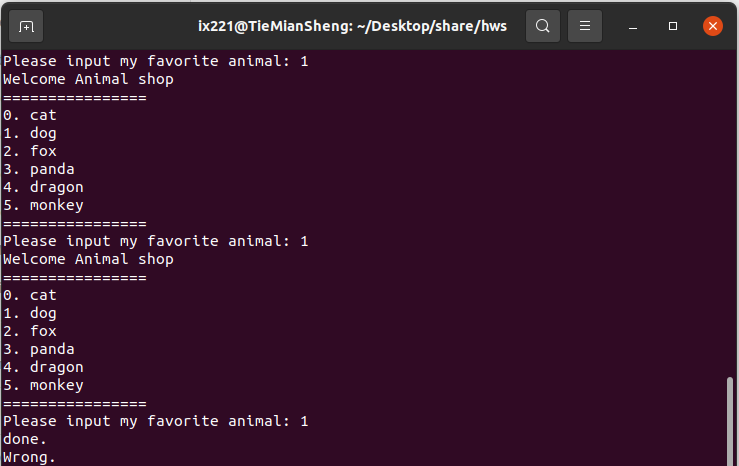 ix221@TieMianSheng: ~/Desktop/share/hws
Please input my favorite animal: 1
Welcome Animal shop
================
0. cat
1. dog
2. fox
3. panda
4. dragon
5. monkey
================
Please input my favorite animal: 1
Welcome Animal shop
================
0. cat
1. dog
2. fox
3. panda
4. dragon
5. monkey
================
Please input my favorite animal: 1
done.
Wrong.